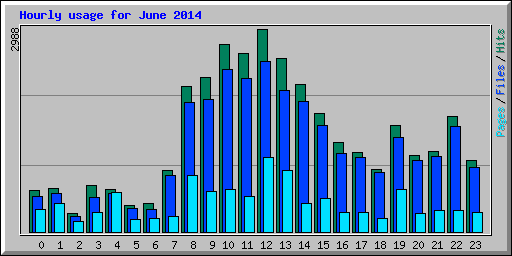 Hourly usage for June 2014
2988
Pages/Files/Hits
0 1 2 3 4 5 6 7 8 9 10 11 12 13 14 15 16 17 18 19 20 21 22 23